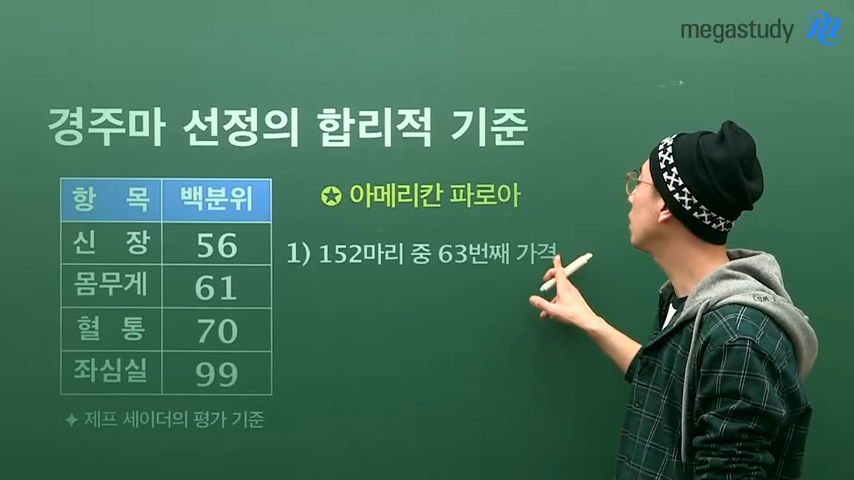 megastudy
경주마 선정의 합리적 기준
항 목 백분위
신 장 56
몸무게 61
혈 통 70
좌심실 99
✦ 제프 세이더의 평가 기준
✪ 아메리칸 파로아
1) 152마리 중 63번째 가격